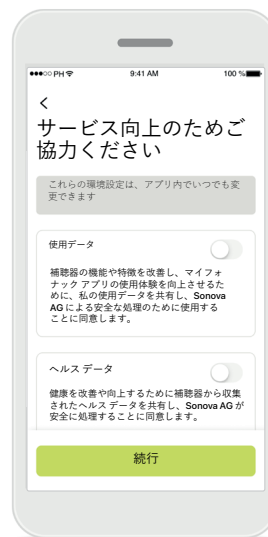 ●●●○○ PH 9:41 AM 100 %
サービス向上のためご
協力ください
これらの環境設定は、アプリ内でいつでも変
更できます
使用データ
補聴器の機能や特徴を改善し、マイフォ
ナック アプリの使用体験を向上させるた
めに、私の使用データを共有し、Sonova
AG による安全な処理のために使用する
ことに同意します。
ヘルス データ
健康を改善や向上するために補聴器から収集
されたヘルス データを共有し、Sonova AG が
安全に処理することに同意します。
続行